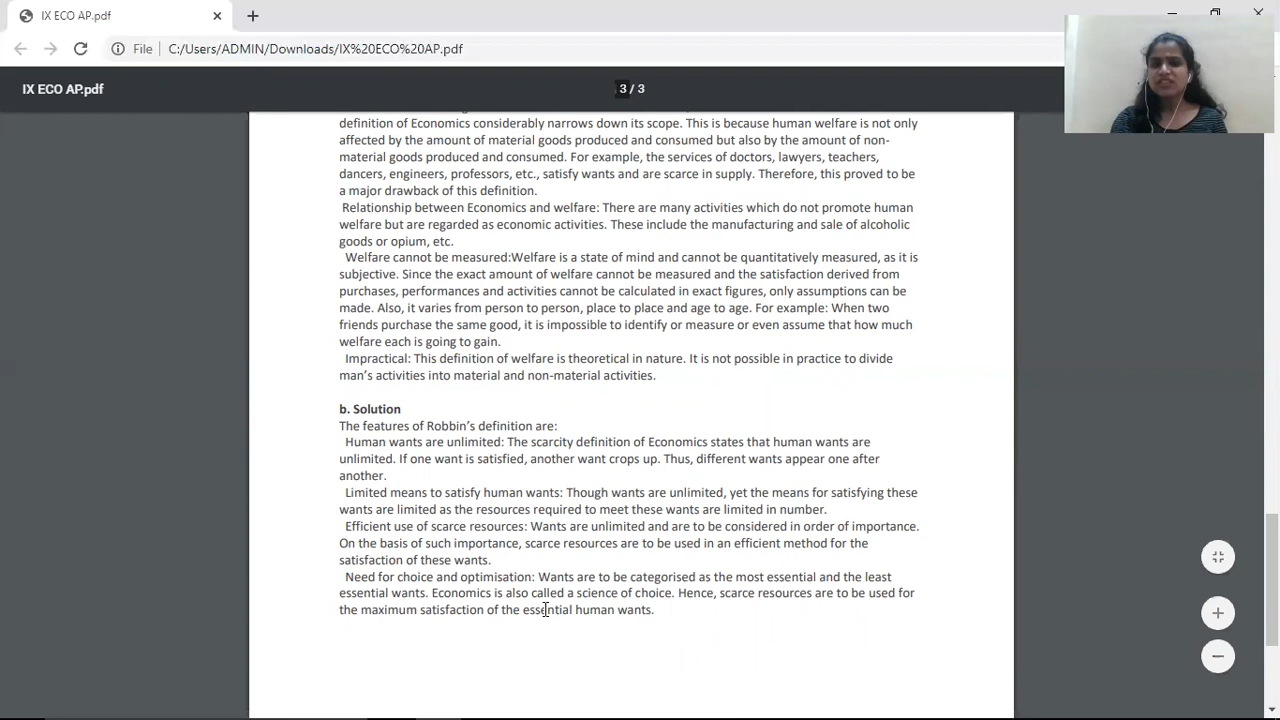 IX ECO AP.pdf
File
C:/Users/ADMIN/Downloads/IX%20ECO%20AP.pdf
IX ECO AP.pdf
3 / 3
definition of Economics considerably narrows down its scope. This is because human welfare is not only
affected by the amount of material goods produced and consumed but also by the amount of non-
material goods produced and consumed. For example, the services of doctors, lawyers, teachers,
dancers, engineers, professors, etc., satisfy wants and are scarce in supply. Therefore, this proved to be
a major drawback of this definition.
Relationship between Economics and welfare: There are many activities which do not promote human
welfare but are regarded as economic activities. These include the manufacturing and sale of alcoholic
goods or opium, etc.
Welfare cannot be measured:Welfare is a state of mind and cannot be quantitatively measured, as it is
subjective. Since the exact amount of welfare cannot be measured and the satisfaction derived from
purchases, performances and activities cannot be calculated in exact figures, only assumptions can be
made. Also, it varies from person to person, place to place and age to age. For example: When two
friends purchase the same good, it is impossible to identify or measure or even assume that how much
welfare each is going to gain.
Impractical: This definition of welfare is theoretical in nature. It is not possible in practice to divide
man's activities into material and non-material activities.
b. Solution
The features of Robbin's definition are:
Human wants are unlimited: The scarcity definition of Economics states that human wants are
unlimited. If one want is satisfied, another want crops up. Thus, different wants appear one after
another.
Limited means to satisfy human wants: Though wants are unlimited, yet the means for satisfying these
wants are limited as the resources required to meet these wants are limited in number.
Efficient use of scarce resources: Wants are unlimited and are to be considered in order of importance.
On the basis of such importance, scarce resources are to be used in an efficient method for the
satisfaction of these wants.
Need for choice and optimisation: Wants are to be categorised as the most essential and the least
essential wants. Economics is also called a science of choice. Hence, scarce resources are to be used for
the maximum satisfaction of the essential human wants.